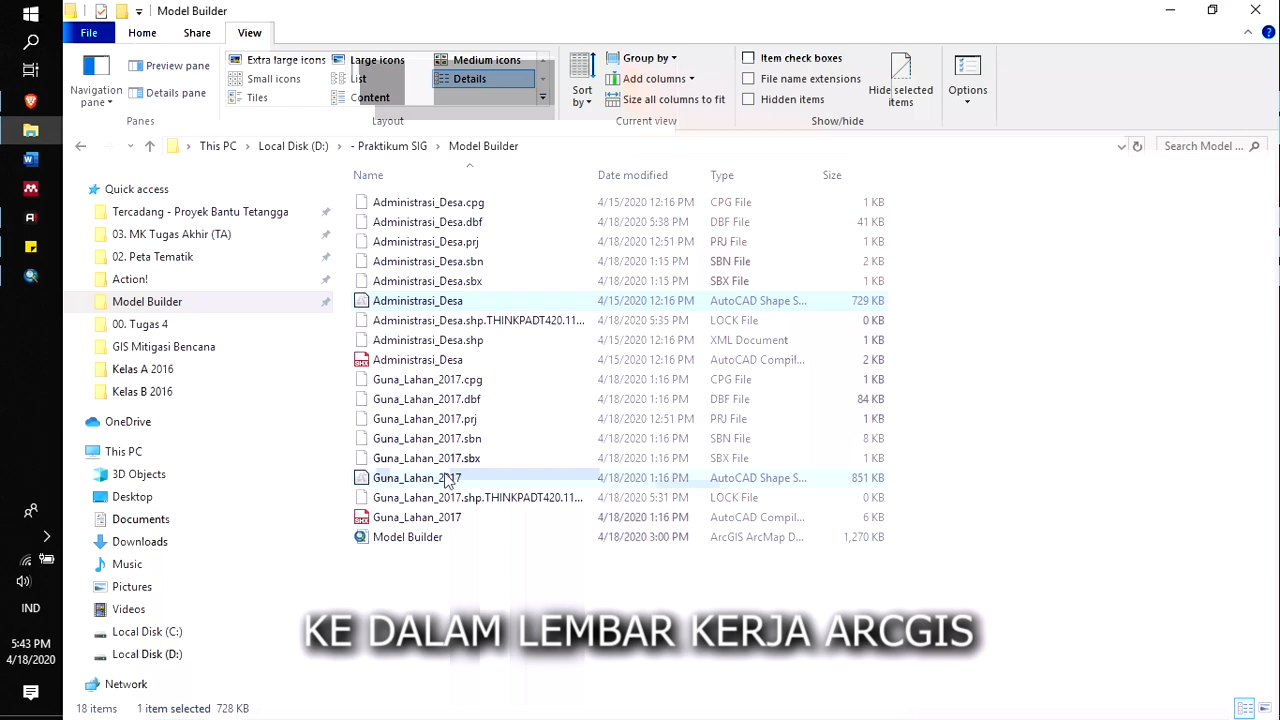 Model Builder
File Home Share View
Navigation pane
Preview pane
Details pane
Panes
Extra large icons Large icons Medium icons
Small icons List Details
Tiles Content
Layout
Sort by
Group by
Add columns
Size all columns to fit
Current view
Item check boxes
File name extensions
Hidden items
Hide selected items
Show/hide
Options
This PC Local Disk (D:) - Praktikum SIG Model Builder
Search Model ...
Name Date modified Type Size
Quick access
Tercadang - Proyek Bantu Tetangga
03. MK Tugas Akhir (TA)
02. Peta Tematik
Action!
Model Builder
00. Tugas 4
GIS Mitigasi Bencana
Kelas A 2016
Kelas B 2016
OneDrive
This PC
3D Objects
Desktop
Documents
Downloads
Music
Pictures
Videos
Local Disk (C:)
Local Disk (D:)
Network
Administrasi_Desa.cpg 4/15/2020 12:16 PM CPG File 1 KB
Administrasi_Desa.dbf 4/18/2020 5:38 PM DBF File 41 KB
Administrasi_Desa.prj 4/18/2020 12:51 PM PRJ File 1 KB
Administrasi_Desa.sbn 4/18/2020 1:15 PM SBN File 2 KB
Administrasi_Desa.sbx 4/18/2020 1:15 PM SBX File 1 KB
Administrasi_Desa 4/15/2020 12:16 PM AutoCAD Shape S... 729 KB
Administrasi_Desa.shp.THINKPADT420.11... 4/18/2020 5:35 PM LOCK File 0 KB
Administrasi_Desa.shp 4/15/2020 12:16 PM XML Document 4 KB
Administrasi_Desa 4/15/2020 12:16 PM AutoCAD Compil... 2 KB
Guna_Lahan_2017.cpg 4/18/2020 1:16 PM CPG File 1 KB
Guna_Lahan_2017.dbf 4/18/2020 1:16 PM DBF File 84 KB
Guna_Lahan_2017.prj 4/18/2020 12:51 PM PRJ File 1 KB
Guna_Lahan_2017.sbn 4/18/2020 1:16 PM SBN File 8 KB
Guna_Lahan_2017.sbx 4/18/2020 1:16 PM SBX File 1 KB
Guna_Lahan_2017 4/18/2020 1:16 PM AutoCAD Shape S... 851 KB
Guna_Lahan_2017.shp.THINKPADT420.11... 4/18/2020 5:31 PM LOCK File 0 KB
Guna_Lahan_2017 4/18/2020 1:16 PM AutoCAD Compil... 6 KB
Model Builder 4/18/2020 3:00 PM ArcGIS ArcMap D... 1,270 KB
KE DALAM LEMBAR KERJA ARCGIS
IND
5:43 PM
4/18/2020
18 items 1 item selected 728 KB